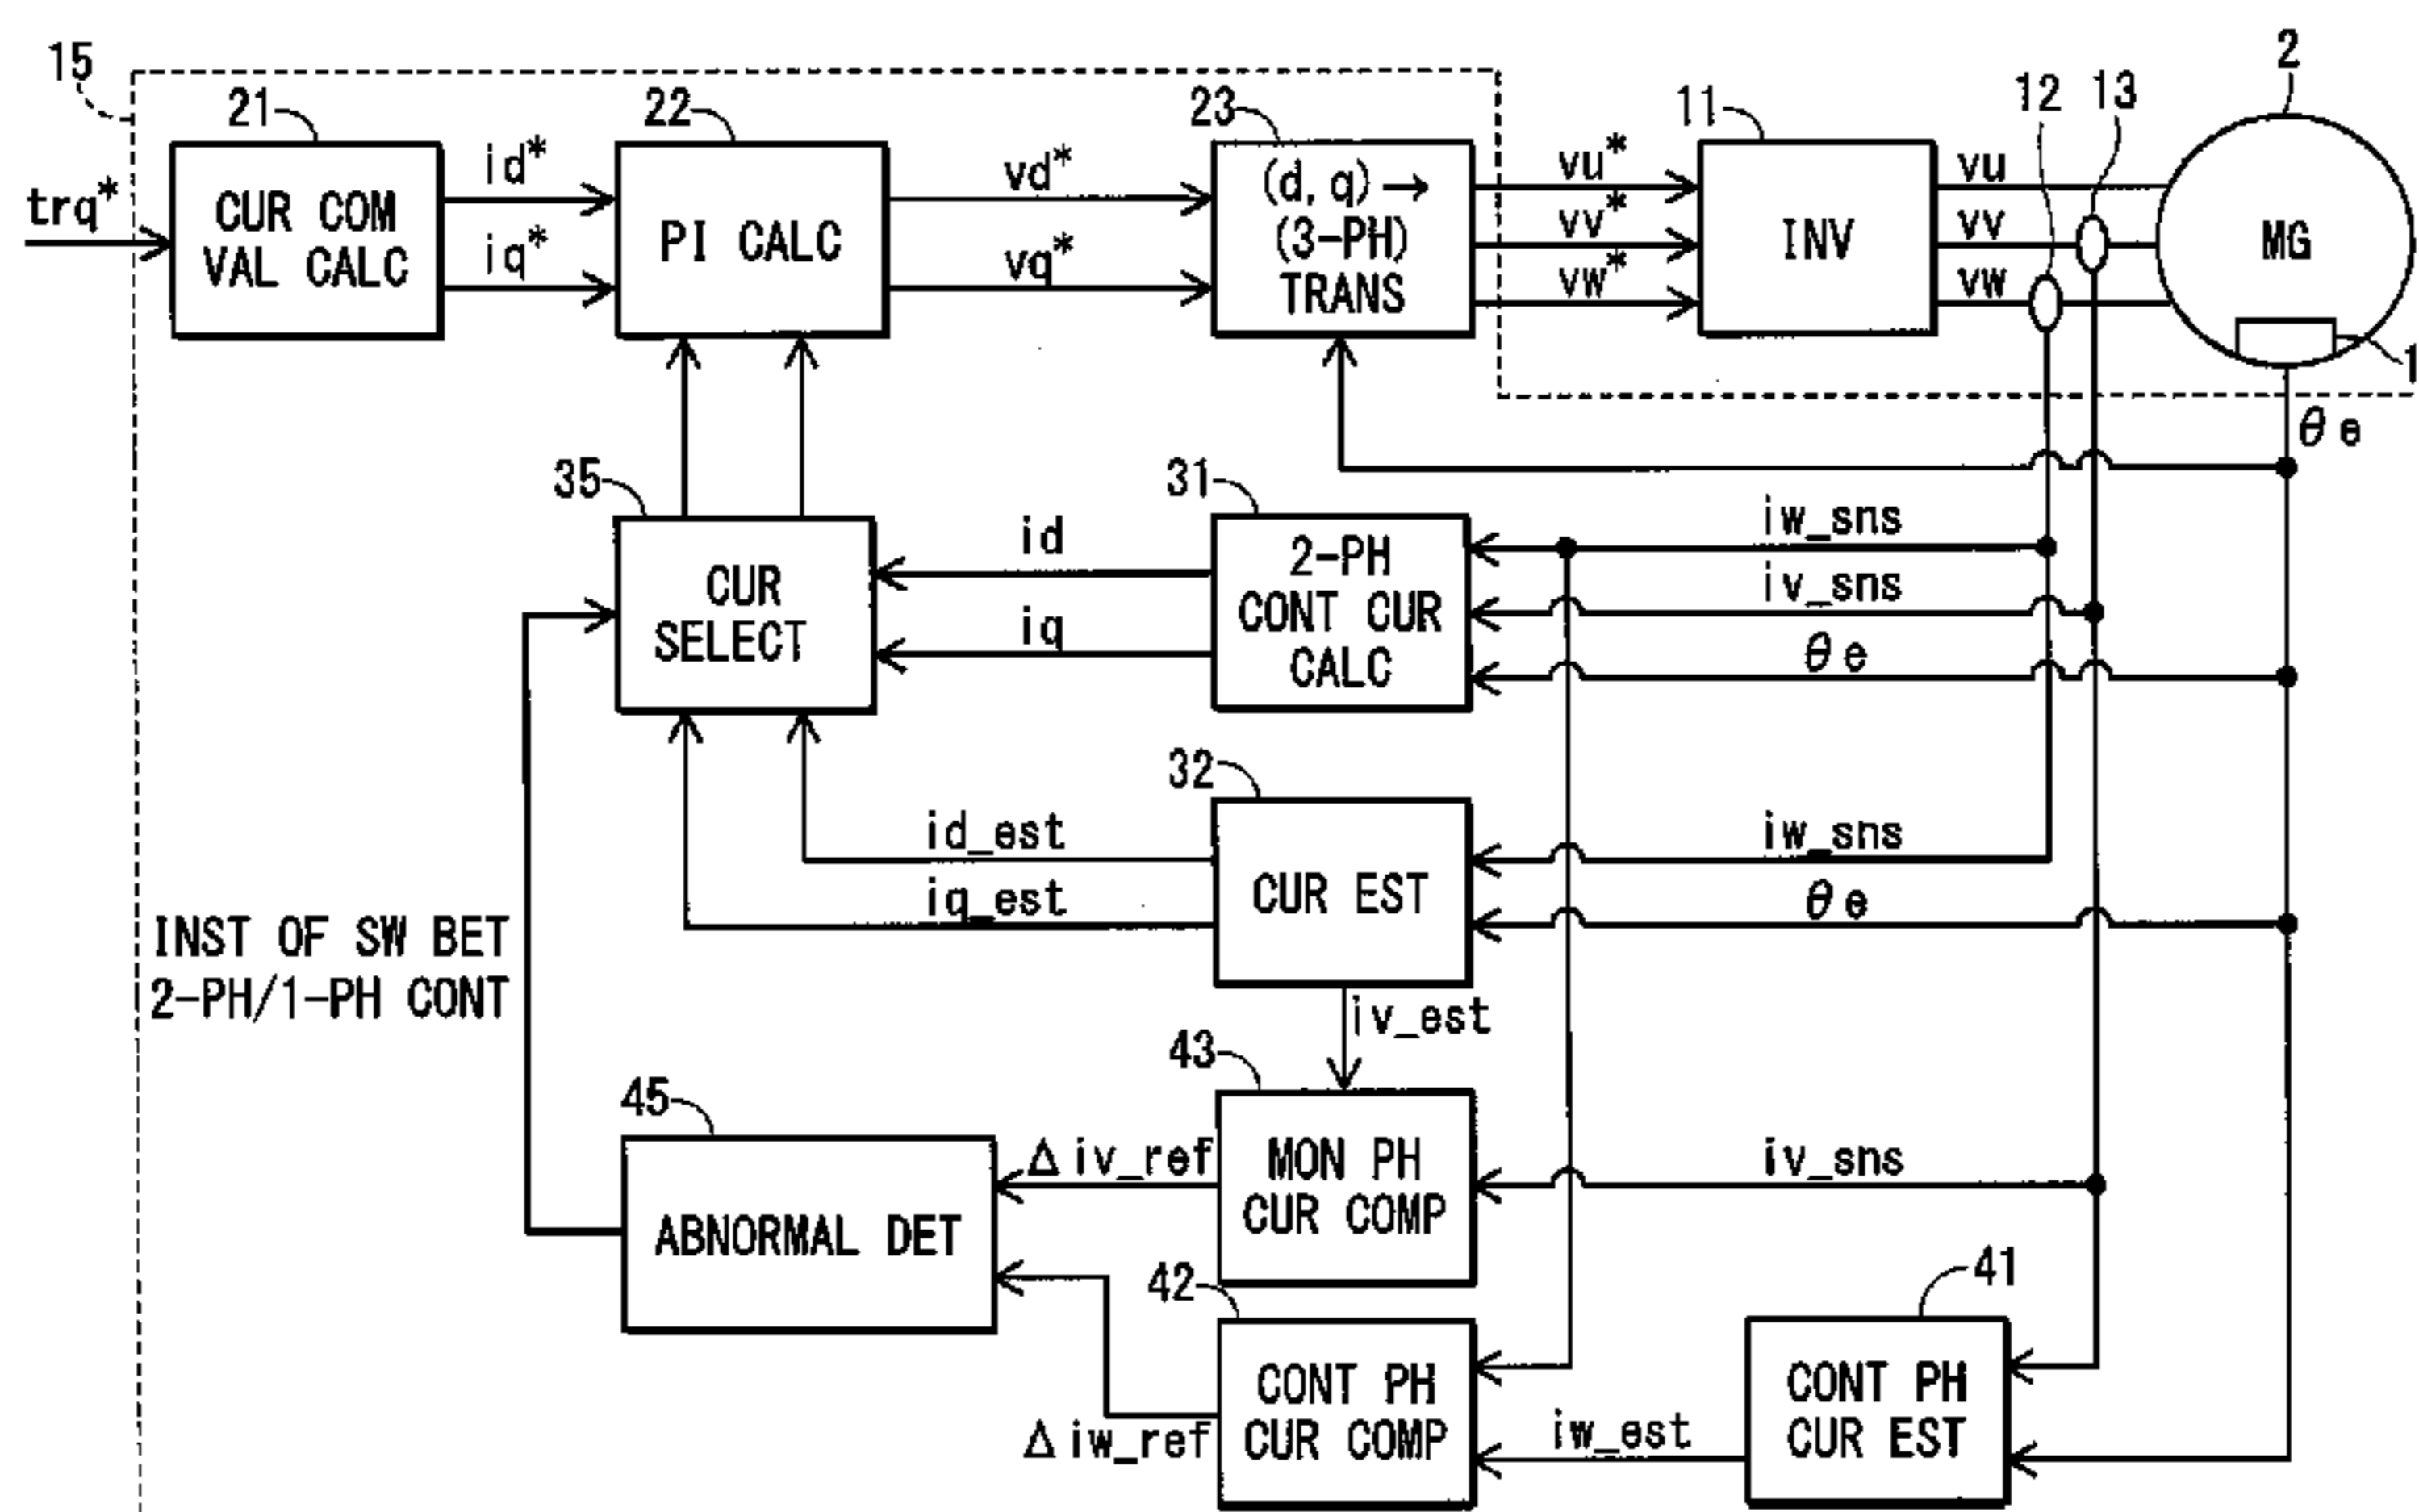 15
21
22
23
11
12
13
2
trq*
CUR COM
VAL CALC
id*
iq*
PI CALC
vd*
vq*
(d, q) →
(3-PH)
TRANS
vu*
vv*
vw*
INV
vu
vv
vw
MG
1
θe
35
31
CUR
SELECT
id
iq
2-PH
CONT CUR
CALC
iw_sns
iv_sns
θe
32
id_est
iq_est
CUR EST
iw_sns
θe
INST OF SW BET
2-PH/1-PH CONT
iv_est
43
45
ABNORMAL DET
Δiv_ref
MON PH
CUR COMP
iv_sns
42
41
Δiw_ref
CONT PH
CUR COMP
iw_est
CONT PH
CUR EST